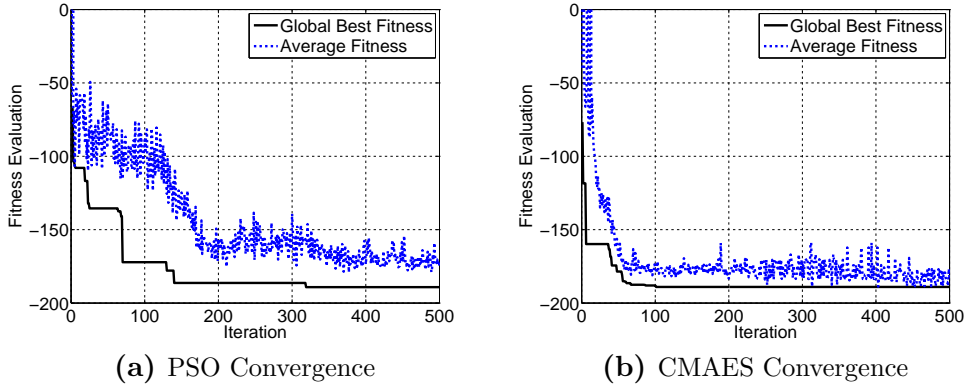 Global Best Fitness
Average Fitness
0
−50
−100
−150
−200
Fitness Evaluation
0 100 200 300 400 500
Iteration
(a) PSO Convergence
Global Best Fitness
Average Fitness
0
−50
−100
−150
−200
Fitness Evaluation
0 100 200 300 400 500
Iteration
(b) CMAES Convergence